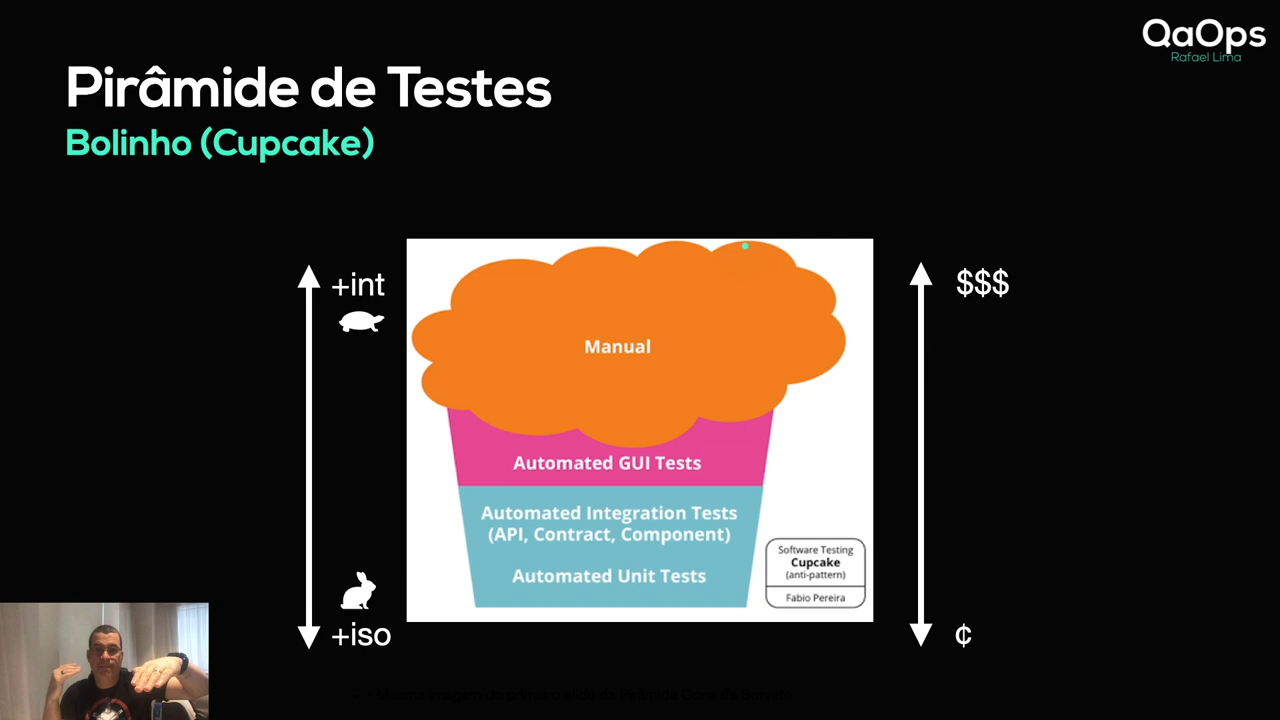 QaOps
Rafael Lima
Pirâmide de Testes
Bolinho (Cupcake)
+int
$$$
Manual
Automated GUI Tests
Automated Integration Tests
(API, Contract, Component)
Automated Unit Tests
Software Testing
Cupcake
(anti-pattern)
Fabio Pereira
+iso
¢